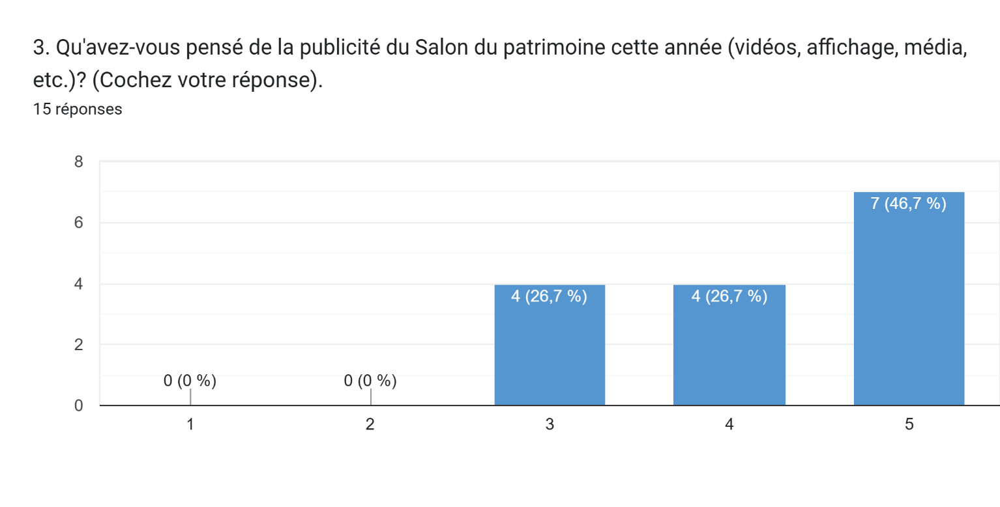 3. Qu'avez-vous pensé de la publicité du Salon du patrimoine cette année (vidéos, affichage, média,
etc.)? (Cochez votre réponse).
15 réponses
8
7 (46,7 %)
6
4
4 (26,7 %)
4 (26,7 %)
2
0 (0 %)
0 (0 %)
0
1
2
3
4
5